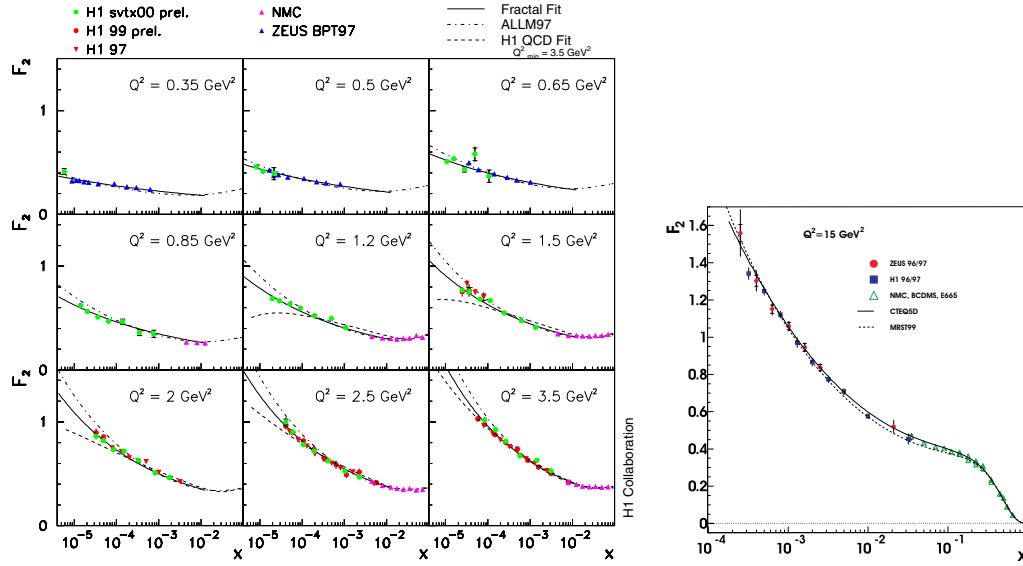 H1 svtx00 prel.
H1 99 prel.
H1 97
NMC
ZEUS BPT97
Fractal Fit
ALLM97
H1 QCD Fit
Q²min = 3.5 GeV²
F₂
Q² = 0.35 GeV²
Q² = 0.5 GeV²
Q² = 0.65 GeV²
1
0
F₂
Q² = 0.85 GeV²
Q² = 1.2 GeV²
Q² = 1.5 GeV²
1
0
F₂
Q² = 2 GeV²
Q² = 2.5 GeV²
Q² = 3.5 GeV²
1
0
10⁻⁵ 10⁻⁴ 10⁻³ 10⁻² x
10⁻⁵ 10⁻⁴ 10⁻³ 10⁻² x
10⁻⁵ 10⁻⁴ 10⁻³ 10⁻² x
H1 Collaboration
F₂
Q²=15 GeV²
ZEUS 96/97
H1 96/97
NMC, BCDMS, E665
CTEQ5D
MRST99
1.6
1.4
1.2
1
0.8
0.6
0.4
0.2
0
10⁻⁴ 10⁻³ 10⁻² 10⁻¹ x